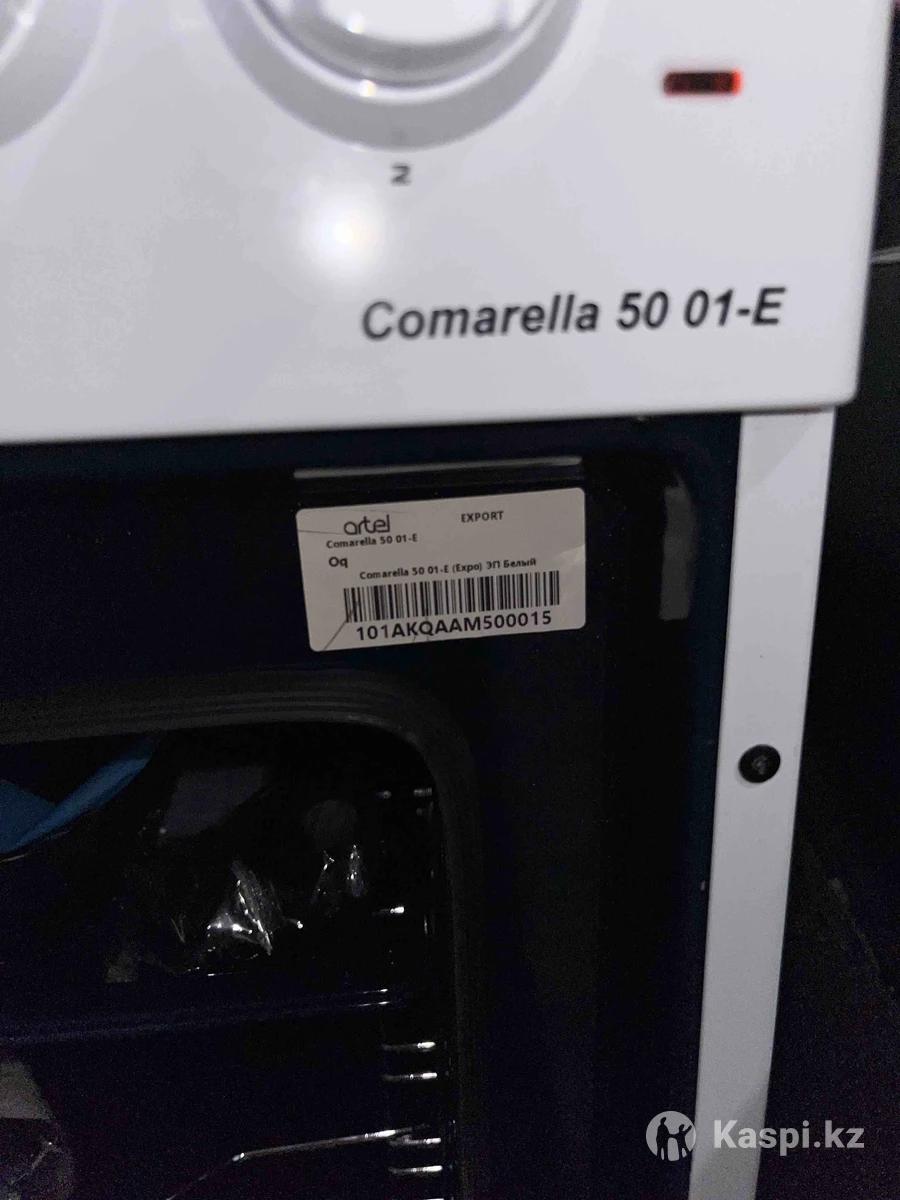 2
Comarella 50 01-E
artel EXPORT
Comarella 50 01-E
Oq
Comarella 50 01-E (Expo) ЭП Белый
101AKQAAM500015
Kaspi.kz